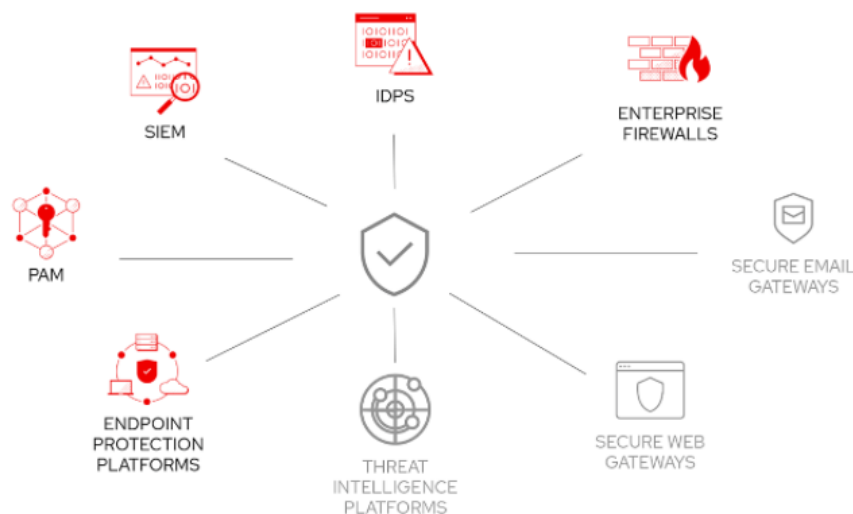 IDPS
SIEM
ENTERPRISE
FIREWALLS
PAM
SECURE EMAIL
GATEWAYS
ENDPOINT
PROTECTION
PLATFORMS
THREAT
INTELLIGENCE
PLATFORMS
SECURE WEB
GATEWAYS